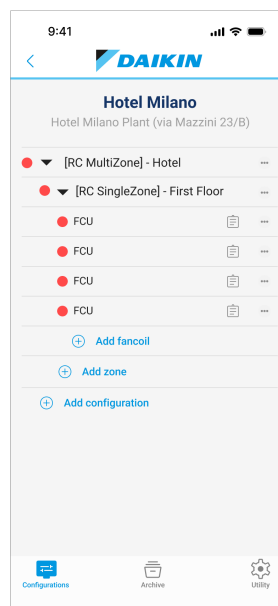 9:41
DAIKIN
Hotel Milano
Hotel Milano Plant (via Mazzini 23/B)
[RC MultiZone] - Hotel
[RC SingleZone] - First Floor
FCU
FCU
FCU
FCU
Add fancoil
Add zone
Add configuration
Configurations Archive Utility